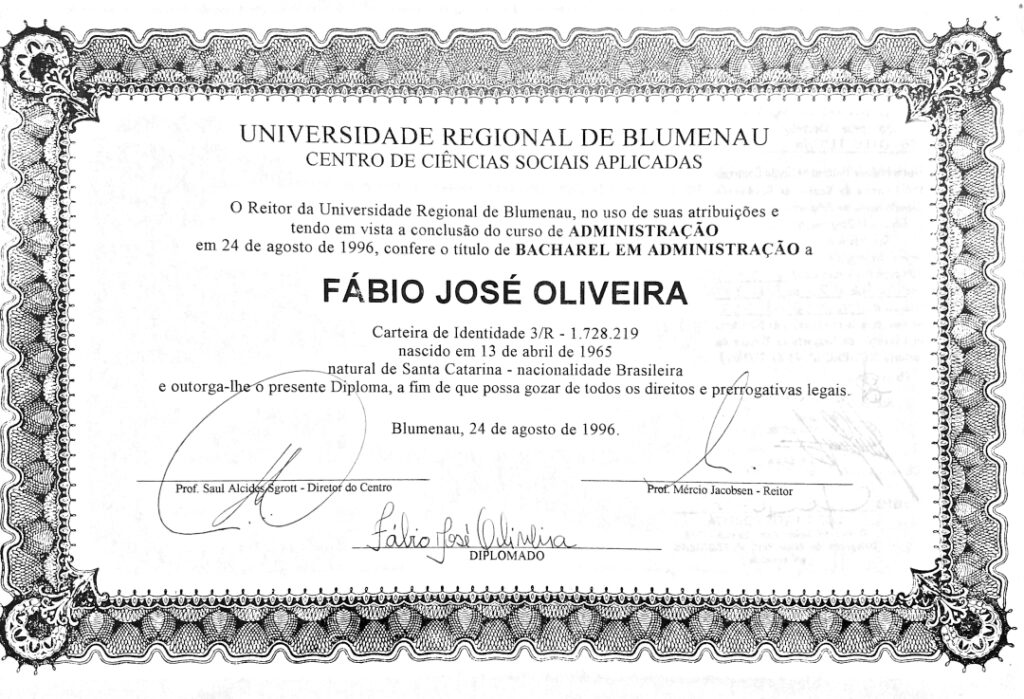 UNIVERSIDADE REGIONAL DE BLUMENAU
CENTRO DE CIÊNCIAS SOCIAIS APLICADAS
O Reitor da Universidade Regional de Blumenau, no uso de suas atribuições e
tendo em vista a conclusão do curso de ADMINISTRAÇÃO
em 24 de agosto de 1996, confere o título de BACHAREL EM ADMINISTRAÇÃO a
FÁBIO JOSÉ OLIVEIRA
Carteira de Identidade 3/R - 1.728.219
nascido em 13 de abril de 1965
natural de Santa Catarina - nacionalidade Brasileira
e outorga-lhe o presente Diploma, a fim de que possa gozar de todos os direitos e prerrogativas legais.
Blumenau, 24 de agosto de 1996.
Prof. Saul Alcides Sgrott - Diretor do Centro
Prof. Mércio Jacobsen - Reitor
Fábio José Oliveira
DIPLOMADO